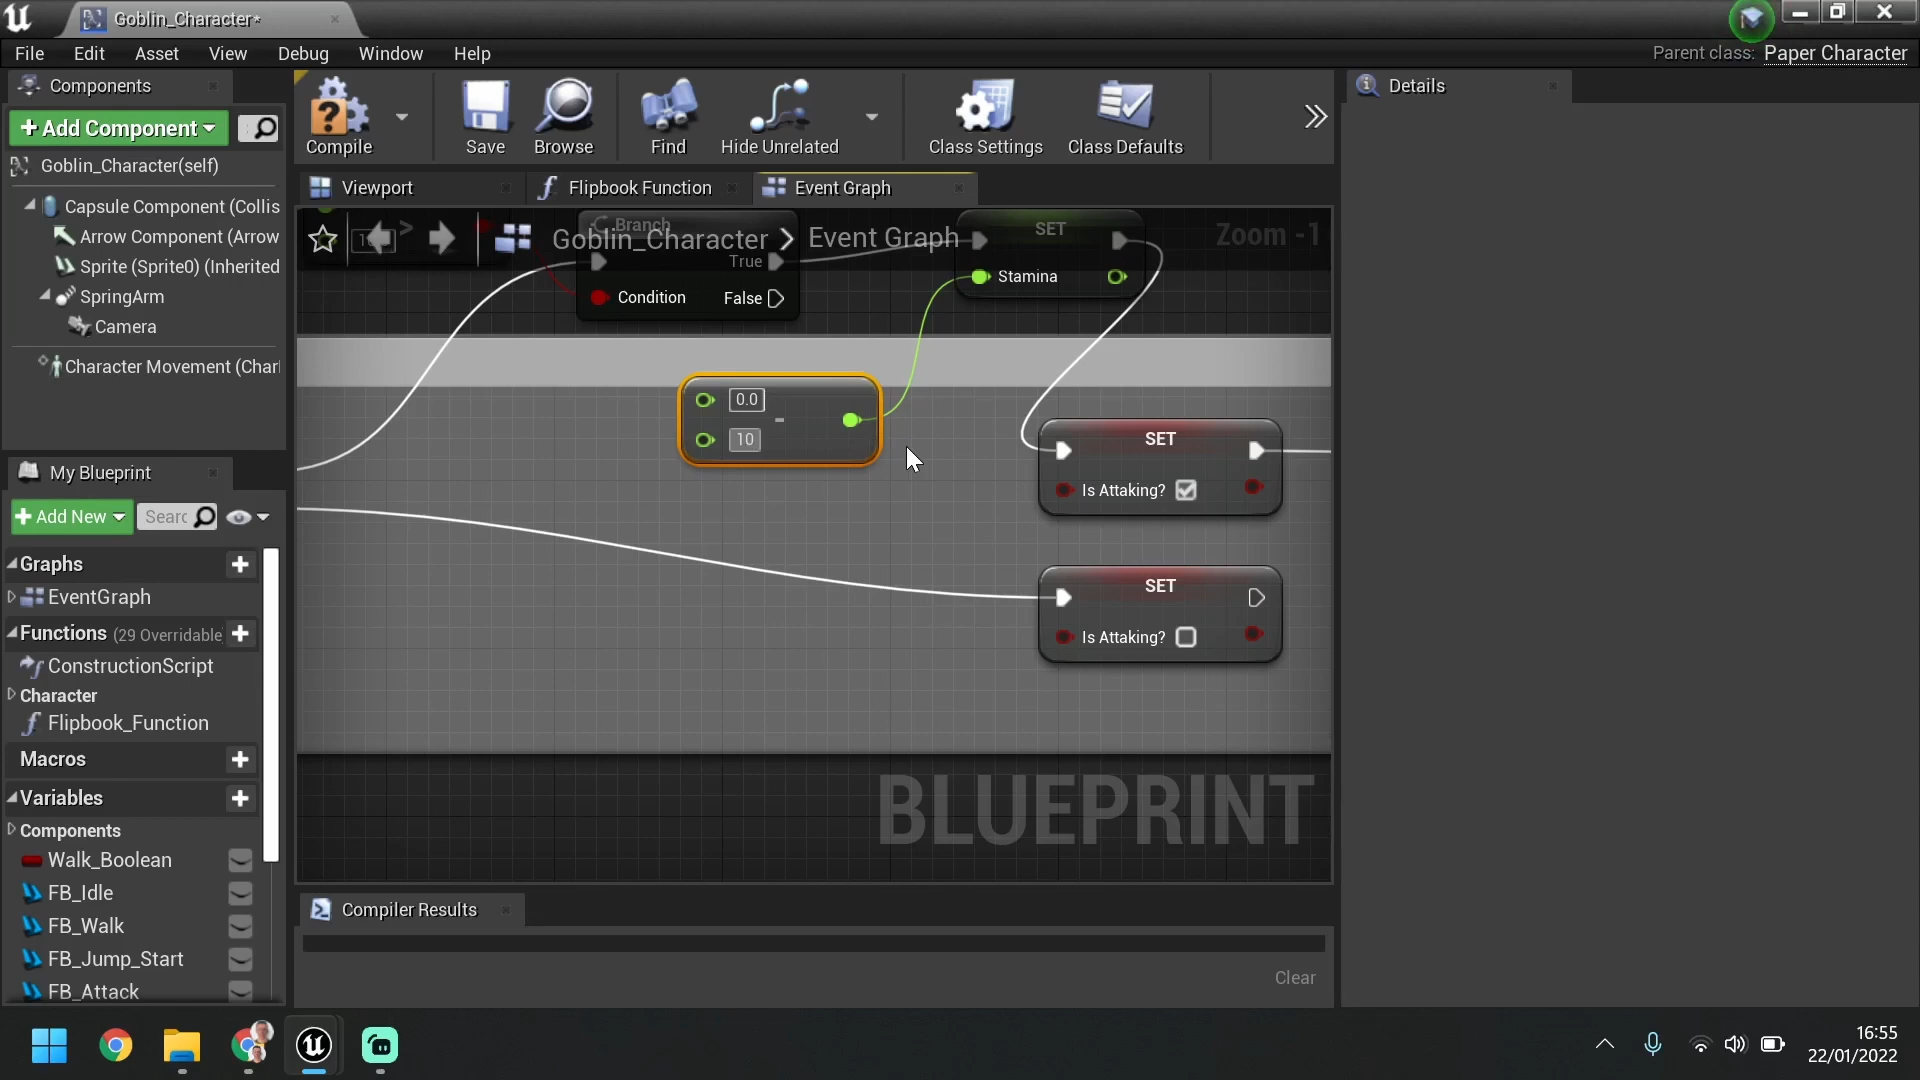 Goblin_Character*
File Edit Asset View Debug Window Help
Parent class: Paper Character
Components
Add Component
Goblin_Character(self)
Capsule Component (Collis
Arrow Component (Arrow
Sprite (Sprite0) (Inherited
SpringArm
Camera
Character Movement (Char
Compile
Save
Browse
Find
Hide Unrelated
Class Settings
Class Defaults
Details
Viewport
Flipbook Function
Event Graph
Goblin_Character > Event Graph
Zoom -1
Branch
True
Condition
False
SET
Stamina
0.0
-
10
SET
Is Attaking?
SET
Is Attaking?
BLUEPRINT
My Blueprint
Add New
Searc
Graphs
EventGraph
Functions (29 Overridable
ConstructionScript
Character
Flipbook_Function
Macros
Variables
Components
Walk_Boolean
FB_Idle
FB_Walk
FB_Jump_Start
FB_Attack
Compiler Results
Clear
16:55
22/01/2022